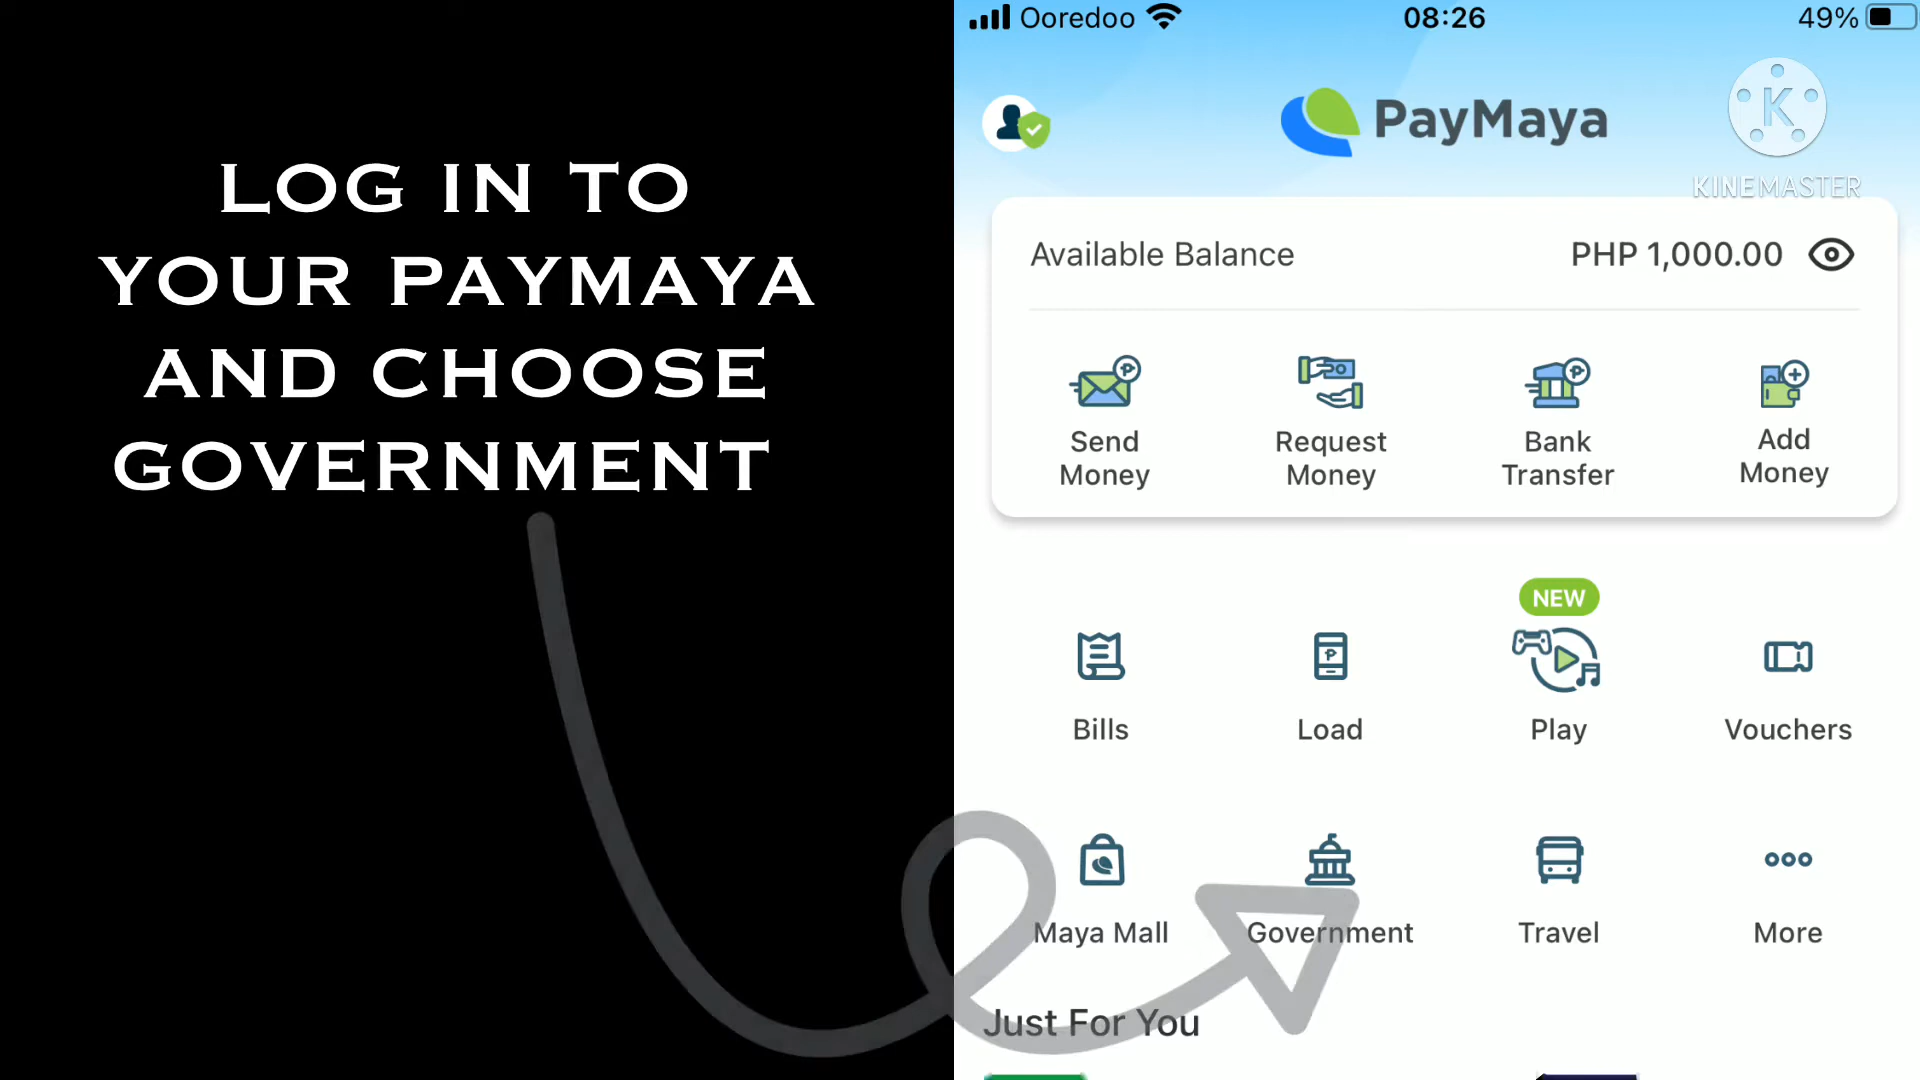 LOG IN TO
YOUR PAYMAYA
AND CHOOSE
GOVERNMENT
Ooredoo 08:26 49%
PayMaya
K
KINEMASTER
Available Balance PHP 1,000.00
Send Money
Request Money
Bank Transfer
Add Money
NEW
Bills Load Play Vouchers
Maya Mall Government Travel More
Just For You